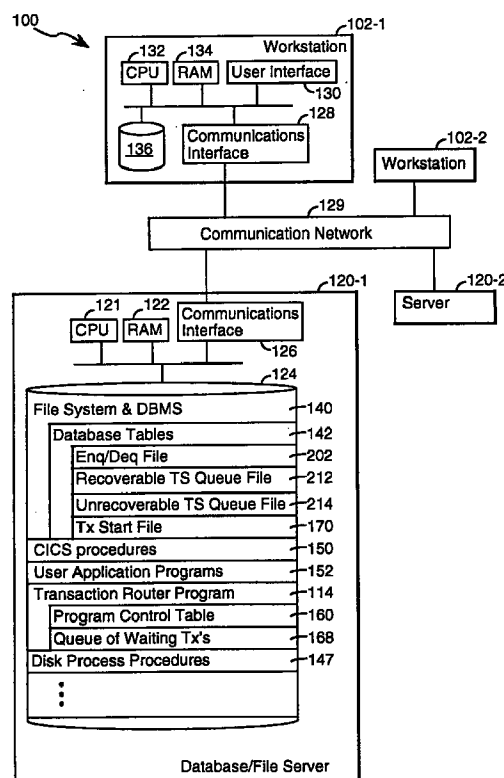 100
102-1
Workstation
132
134
CPU
RAM
User Interface
130
128
136
Communications
Interface
102-2
Workstation
129
Communication Network
120-1
120-2
Server
121
122
CPU
RAM
Communications
Interface
126
124
File System & DBMS
140
Database Tables
142
Enq/Deq File
202
Recoverable TS Queue File
212
Unrecoverable TS Queue File
214
Tx Start File
170
CICS procedures
150
User Application Programs
152
Transaction Router Program
114
Program Control Table
160
Queue of Waiting Tx's
168
Disk Process Procedures
147
Database/File Server